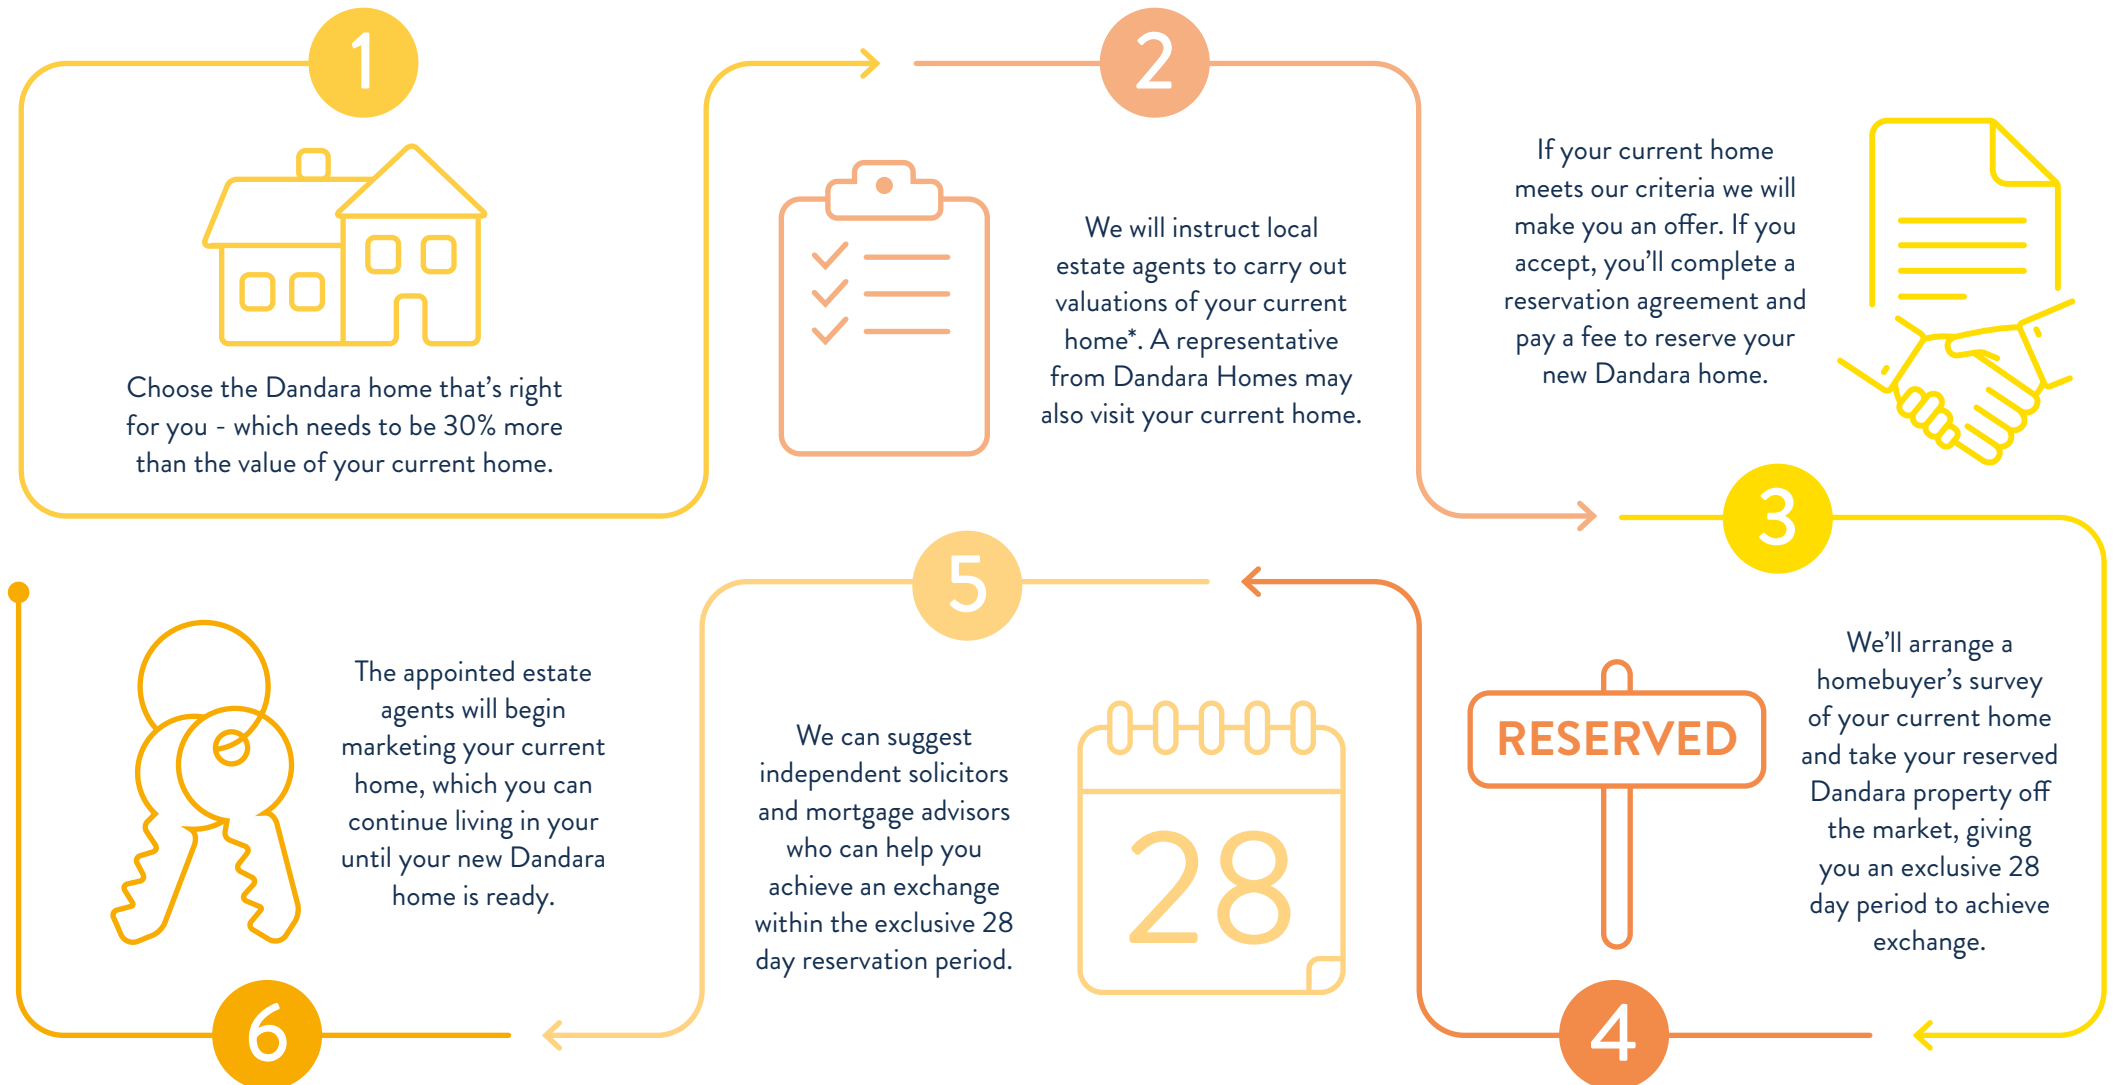 1
Choose the Dandara home that's right
for you - which needs to be 30% more
than the value of your current home.
2
We will instruct local
estate agents to carry out
valuations of your current
home*. A representative
from Dandara Homes may
also visit your current home.
If your current home
meets our criteria we will
make you an offer. If you
accept, you'll complete a
reservation agreement and
pay a fee to reserve your
new Dandara home.
3
We'll arrange a
homebuyer's survey
of your current home
and take your reserved
Dandara property off
the market, giving
you an exclusive 28
day period to achieve
exchange.
RESERVED
4
5
We can suggest
independent solicitors
and mortgage advisors
who can help you
achieve an exchange
within the exclusive 28
day reservation period.
28
The appointed estate
agents will begin
marketing your current
home, which you can
continue living in your
until your new Dandara
home is ready.
6